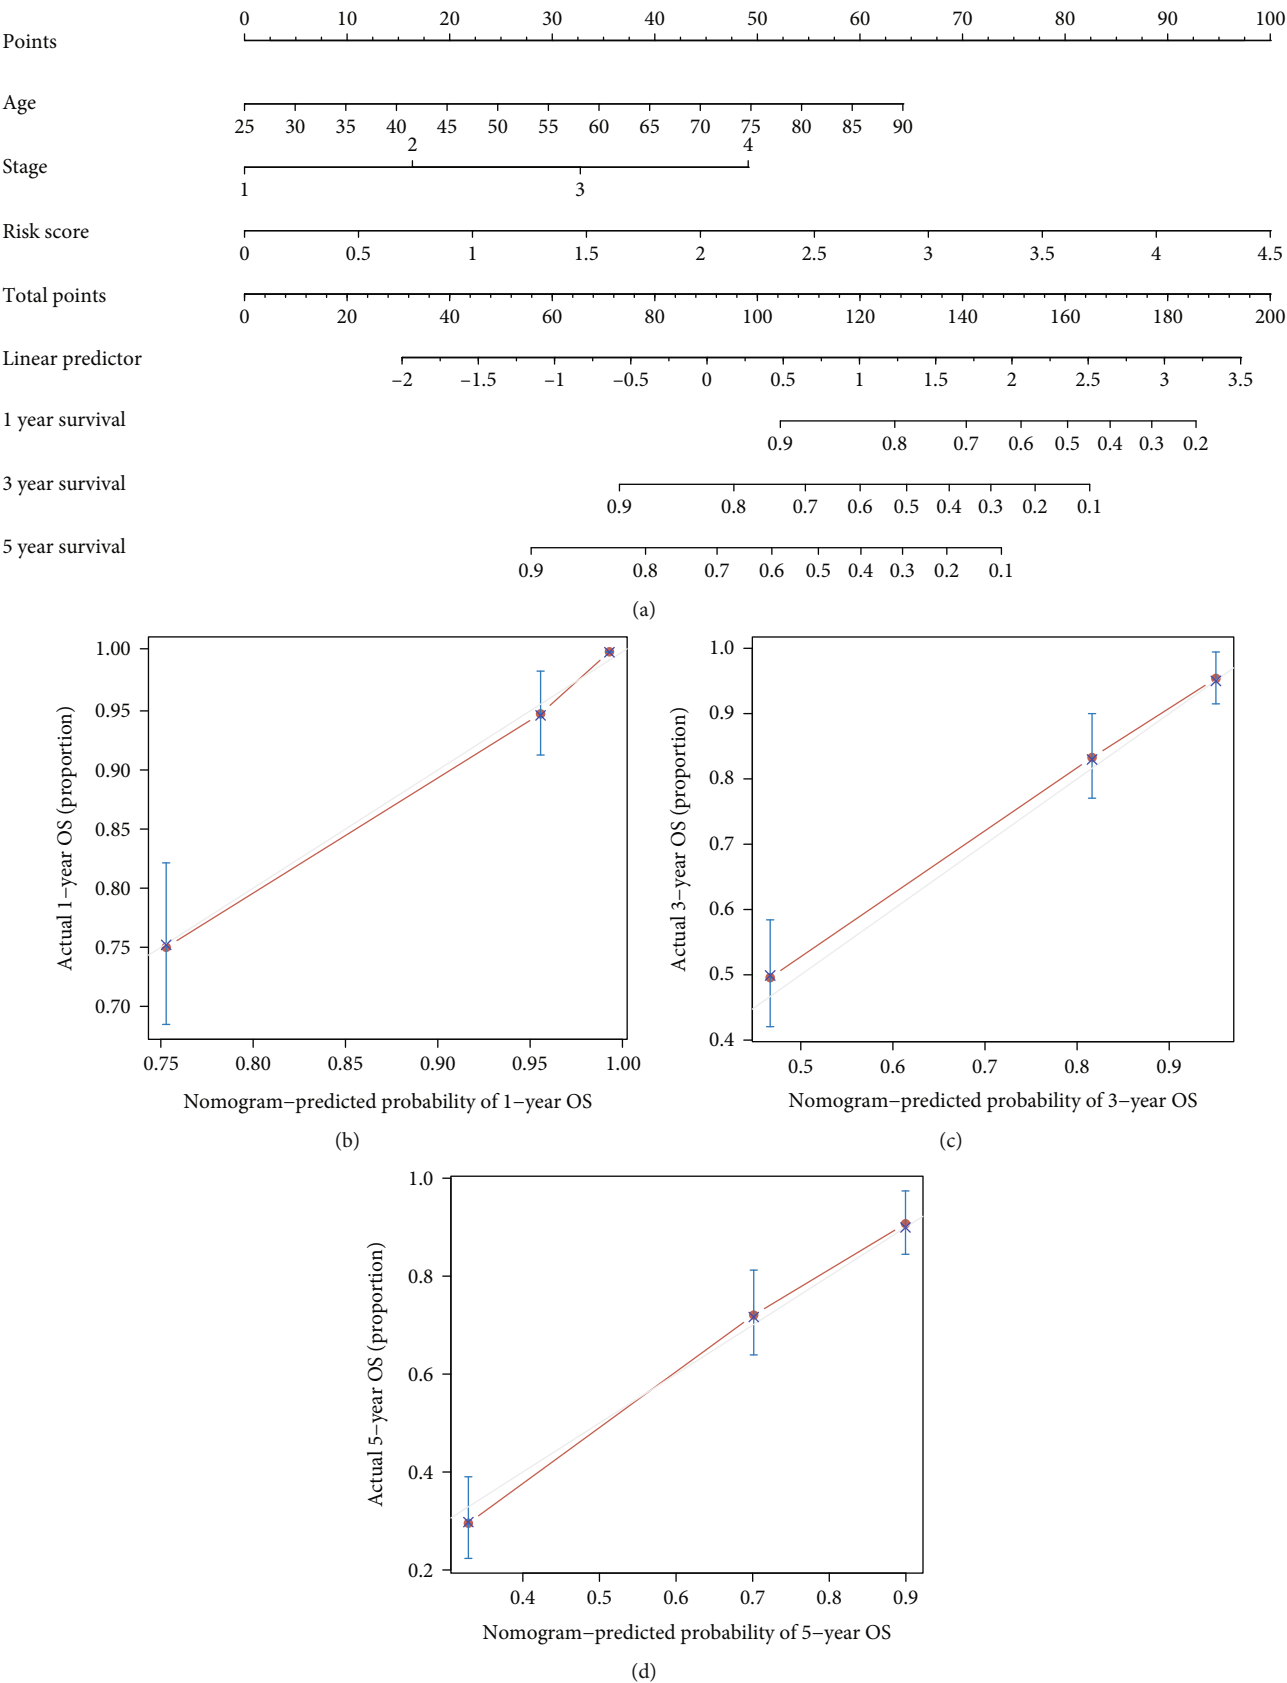 0 10 20 30 40 50 60 70 80 90 100
Points
Age
25 30 35 40 45 50 55 60 65 70 75 80 85 90
2 4
Stage
1 3
Risk score
0 0.5 1 1.5 2 2.5 3 3.5 4 4.5
Total points
0 20 40 60 80 100 120 140 160 180 200
Linear predictor
−2 −1.5 −1 −0.5 0 0.5 1 1.5 2 2.5 3 3.5
1 year survival
0.9 0.8 0.7 0.6 0.5 0.4 0.3 0.2
3 year survival
0.9 0.8 0.7 0.6 0.5 0.4 0.3 0.2 0.1
5 year survival
0.9 0.8 0.7 0.6 0.5 0.4 0.3 0.2 0.1
(a)
Actual 1−year OS (proportion)
1.00
0.95
0.90
0.85
0.80
0.75
0.70
0.75 0.80 0.85 0.90 0.95 1.00
Nomogram−predicted probability of 1−year OS
(b)
Actual 3−year OS (proportion)
1.0
0.9
0.8
0.7
0.6
0.5
0.4
0.5 0.6 0.7 0.8 0.9
Nomogram−predicted probability of 3−year OS
(c)
Actual 5−year OS (proportion)
1.0
0.8
0.6
0.4
0.2
0.4 0.5 0.6 0.7 0.8 0.9
Nomogram−predicted probability of 5−year OS
(d)